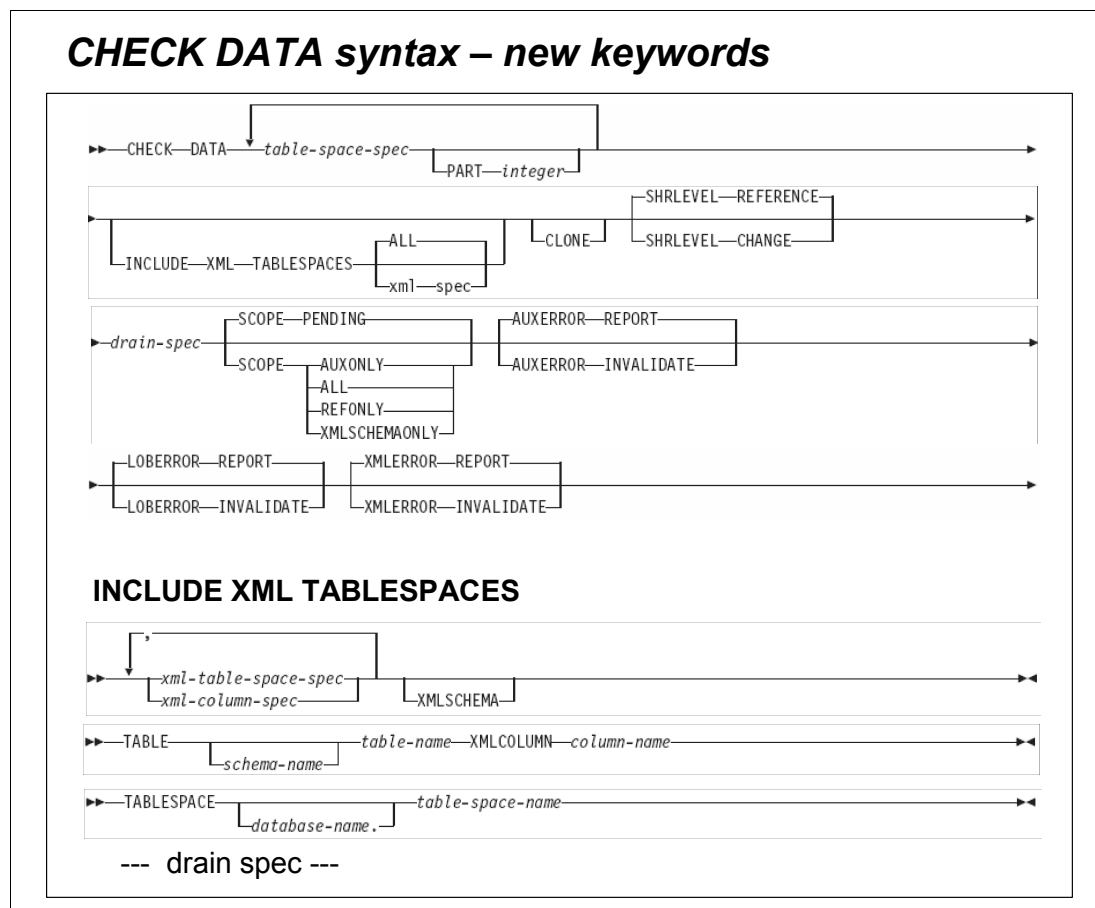 CHECK DATA syntax – new keywords
CHECK DATA table-space-spec
PART integer
SHRLEVEL REFERENCE
ALL CLONE SHRLEVEL CHANGE
INCLUDE XML TABLESPACES
xml spec
SCOPE PENDING AUXERROR REPORT
drain-spec
SCOPE AUXONLY AUXERROR INVALIDATE
ALL
REFONLY
XMLSCHEMAONLY
LOBERROR REPORT XMLERROR REPORT
LOBERROR INVALIDATE XMLERROR INVALIDATE
INCLUDE XML TABLESPACES
,
xml-table-space-spec
xml-column-spec XMLSCHEMA
TABLE table-name XMLCOLUMN column-name
schema-name
TABLESPACE table-space-name
database-name.
--- drain spec ---